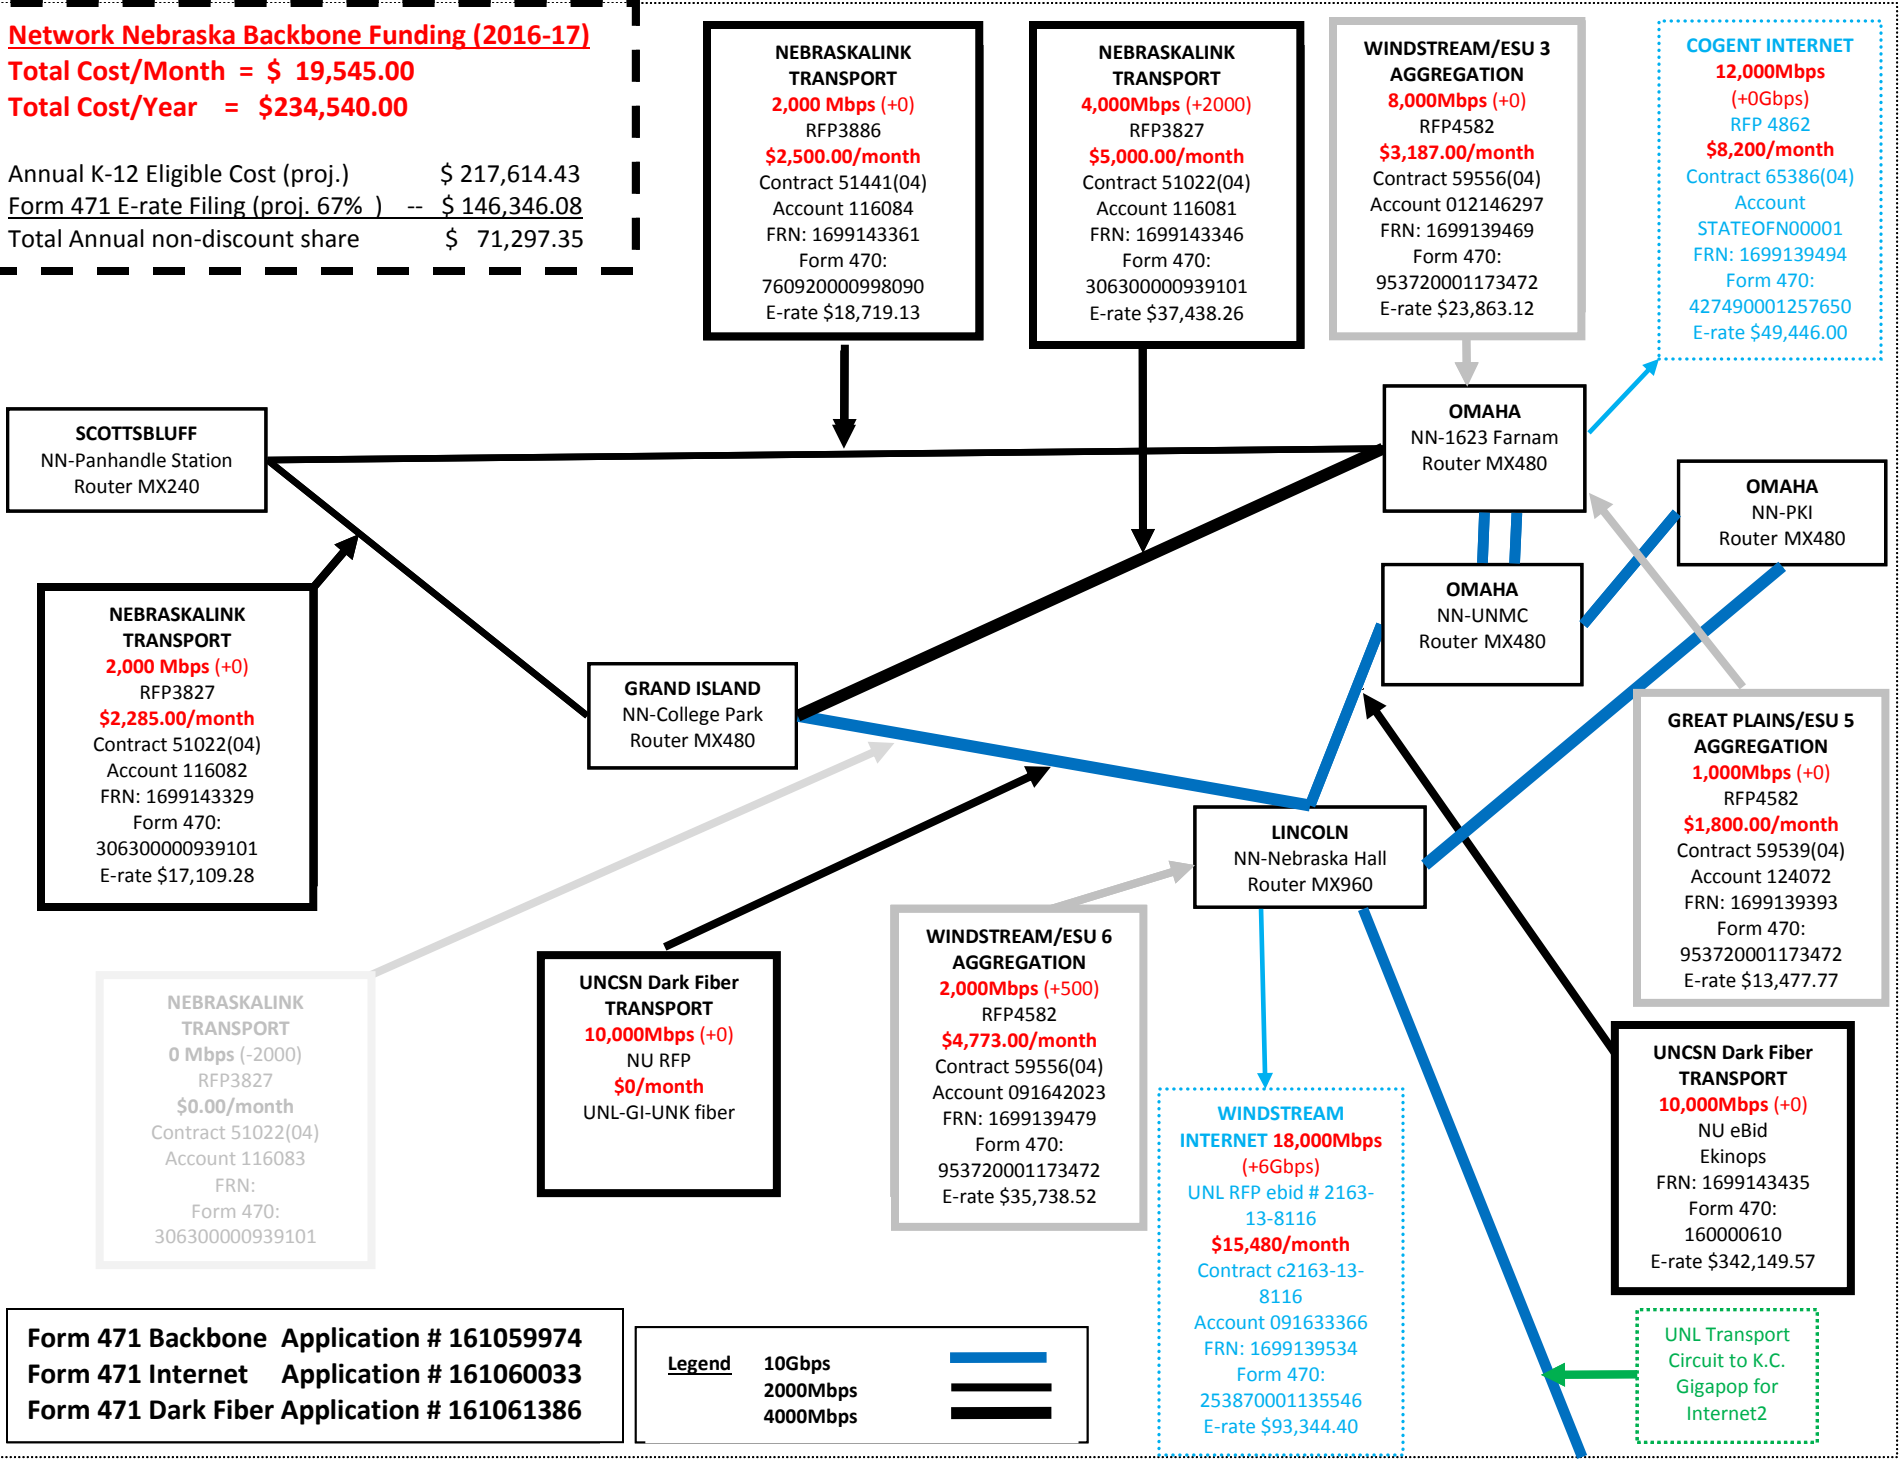 Network Nebraska Backbone Funding (2016-17)
Total Cost/Month = $ 19,545.00
Total Cost/Year = $234,540.00
Annual K-12 Eligible Cost (proj.) $ 217,614.43
Form 471 E-rate Filing (proj. 67% ) -- $ 146,346.08
Total Annual non-discount share $ 71,297.35
NEBRASKALINK
TRANSPORT
2,000 Mbps (+0)
RFP3886
$2,500.00/month
Contract 51441(04)
Account 116084
FRN: 1699143361
Form 470:
760920000998090
E-rate $18,719.13
NEBRASKALINK
TRANSPORT
4,000Mbps (+2000)
RFP3827
$5,000.00/month
Contract 51022(04)
Account 116081
FRN: 1699143346
Form 470:
306300000939101
E-rate $37,438.26
WINDSTREAM/ESU 3
AGGREGATION
8,000Mbps (+0)
RFP4582
$3,187.00/month
Contract 59556(04)
Account 012146297
FRN: 1699139469
Form 470:
953720001173472
E-rate $23,863.12
COGENT INTERNET
12,000Mbps
(+0Gbps)
RFP 4862
$8,200/month
Contract 65386(04)
Account
STATEOFN00001
FRN: 1699139494
Form 470:
427490001257650
E-rate $49,446.00
SCOTTSBLUFF
NN-Panhandle Station
Router MX240
OMAHA
NN-1623 Farnam
Router MX480
OMAHA
NN-PKI
Router MX480
OMAHA
NN-UNMC
Router MX480
NEBRASKALINK
TRANSPORT
2,000 Mbps (+0)
RFP3827
$2,285.00/month
Contract 51022(04)
Account 116082
FRN: 1699143329
Form 470:
306300000939101
E-rate $17,109.28
GRAND ISLAND
NN-College Park
Router MX480
GREAT PLAINS/ESU 5
AGGREGATION
1,000Mbps (+0)
RFP4582
$1,800.00/month
Contract 59539(04)
Account 124072
FRN: 1699139393
Form 470:
953720001173472
E-rate $13,477.77
LINCOLN
NN-Nebraska Hall
Router MX960
NEBRASKALINK
TRANSPORT
0 Mbps (-2000)
RFP3827
$0.00/month
Contract 51022(04)
Account 116083
FRN:
Form 470:
306300000939101
UNCSN Dark Fiber
TRANSPORT
10,000Mbps (+0)
NU RFP
$0/month
UNL-GI-UNK fiber
WINDSTREAM/ESU 6
AGGREGATION
2,000Mbps (+500)
RFP4582
$4,773.00/month
Contract 59556(04)
Account 091642023
FRN: 1699139479
Form 470:
953720001173472
E-rate $35,738.52
WINDSTREAM
INTERNET 18,000Mbps
(+6Gbps)
UNL RFP ebid # 2163-
13-8116
$15,480/month
Contract c2163-13-
8116
Account 091633366
FRN: 1699139534
Form 470:
253870001135546
E-rate $93,344.40
UNCSN Dark Fiber
TRANSPORT
10,000Mbps (+0)
NU eBid
Ekinops
FRN: 1699143435
Form 470:
160000610
E-rate $342,149.57
UNL Transport
Circuit to K.C.
Gigapop for
Internet2
Form 471 Backbone Application # 161059974
Form 471 Internet Application # 161060033
Form 471 Dark Fiber Application # 161061386
Legend 10Gbps
2000Mbps
4000Mbps